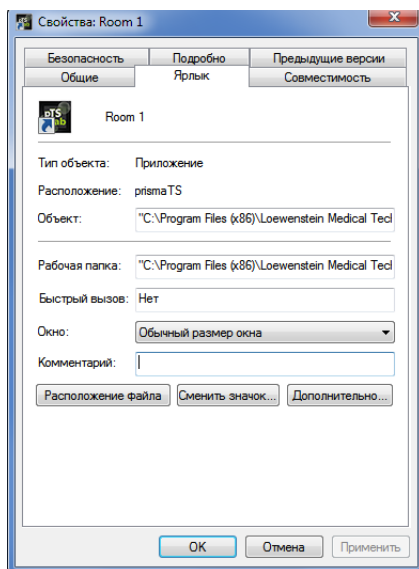 Свойства: Room 1
Безопасность Подробно Предыдущие версии
Общие Ярлык Совместимость
pTS
lab
Room 1
Тип объекта: Приложение
Расположение: prismaTS
Объект: "C:\Program Files (x86)\Loewenstein Medical Tecl
Рабочая папка: "C:\Program Files (x86)\Loewenstein Medical Tecl
Быстрый вызов: Нет
Окно: Обычный размер окна
Комментарий:
Расположение файла Сменить значок... Дополнительно...
OK Отмена Применить